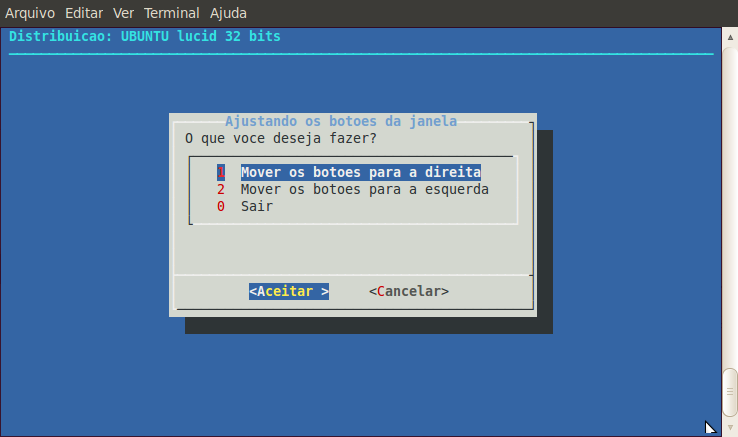 Arquivo Editar Ver Terminal Ajuda
Distribuicao: UBUNTU lucid 32 bits
Ajustando os botoes da janela
O que voce deseja fazer?
1 Mover os botoes para a direita
2 Mover os botoes para a esquerda
0 Sair
<Aceitar > <Cancelar>